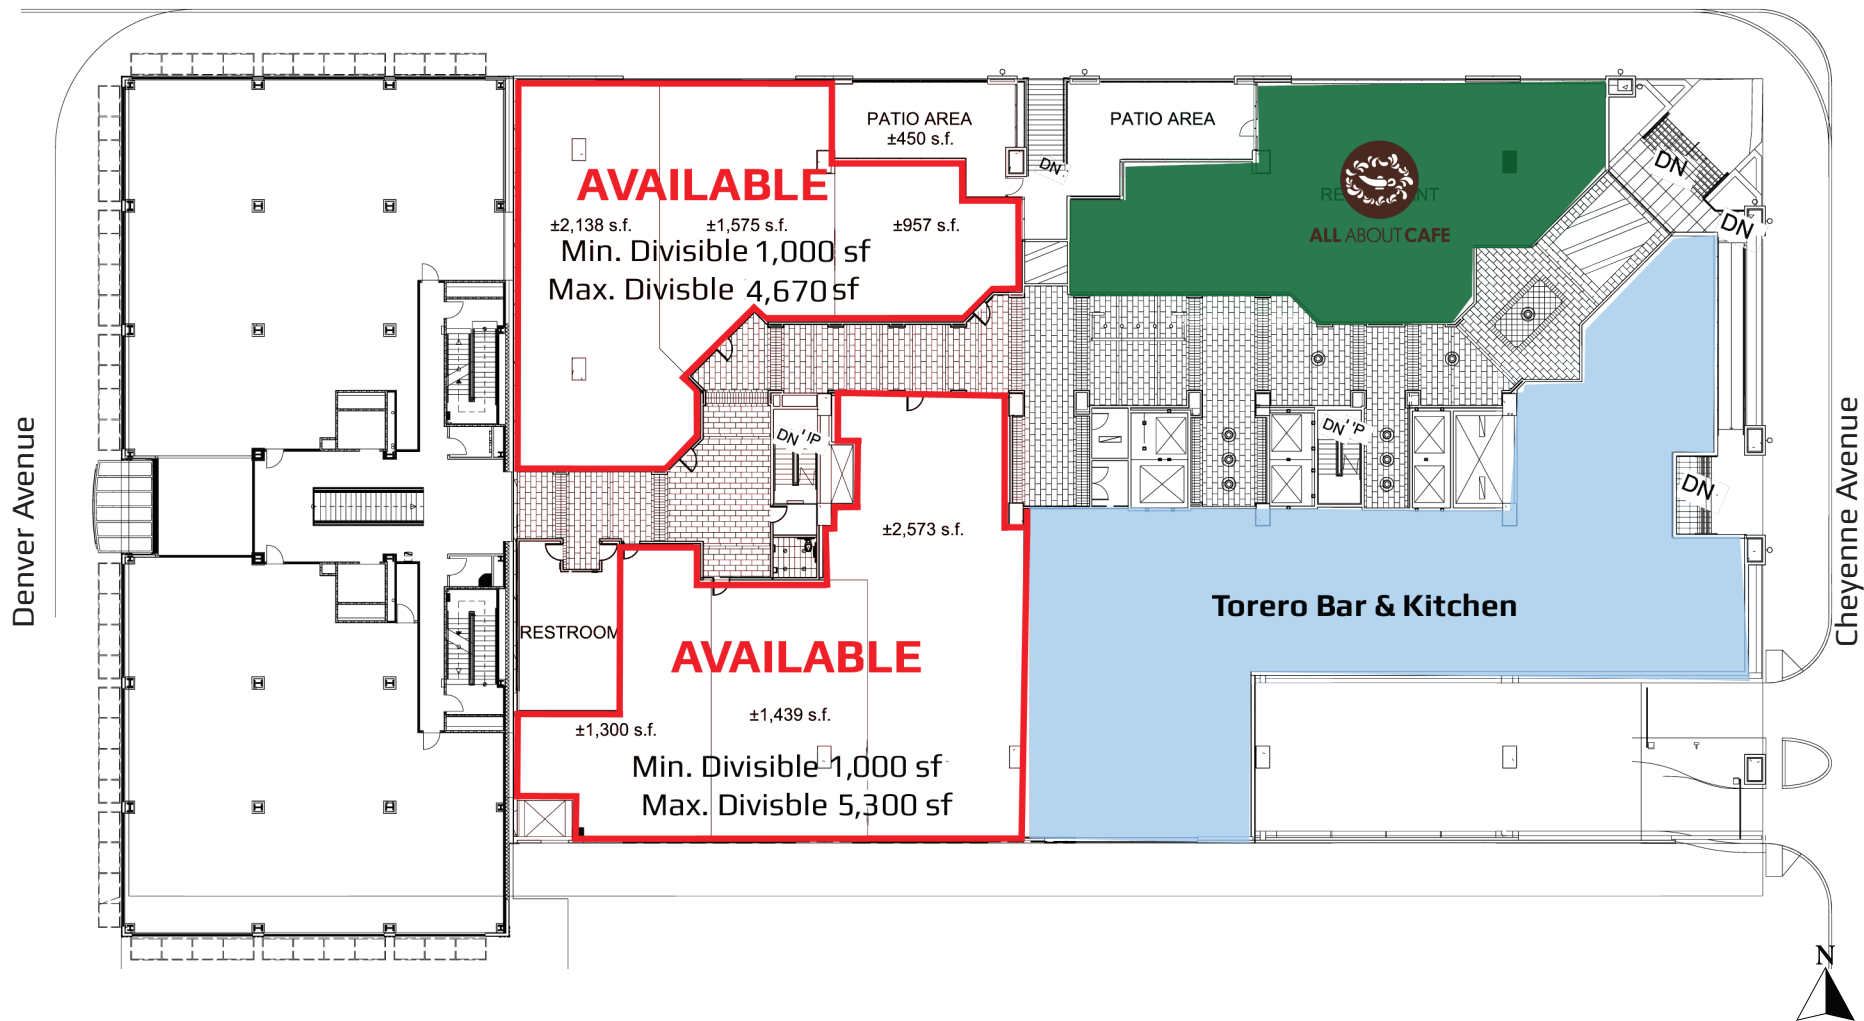 PATIO AREA
±450 s.f.
PATIO AREA
DN
DN
DN
AVAILABLE
±2,138 s.f.
±1,575 s.f.
±957 s.f.
Min. Divisible 1,000 sf
Max. Divisble 4,670 sf
ALL ABOUT CAFE
Denver Avenue
Cheyenne Avenue
DN
DN
DN
±2,573 s.f.
RESTROOM
Torero Bar & Kitchen
AVAILABLE
±1,300 s.f.
±1,439 s.f.
Min. Divisible 1,000 sf
Max. Divisble 5,300 sf
N